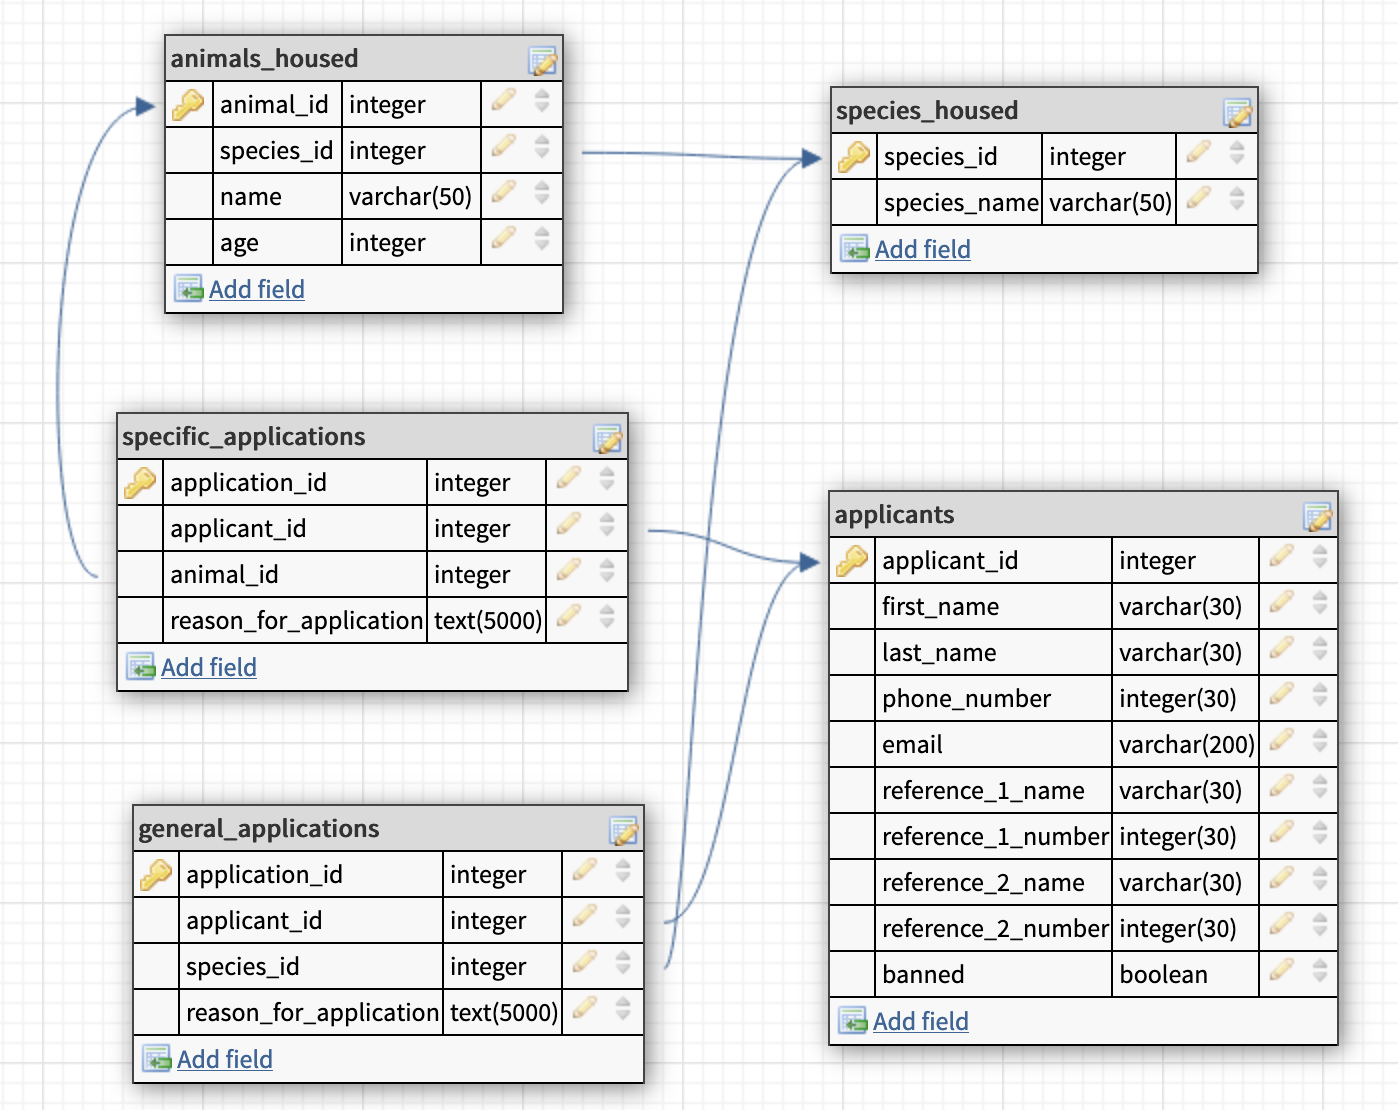 animals_housed
animal_id integer
species_id integer
name varchar(50)
age integer
Add field
species_housed
species_id integer
species_name varchar(50)
Add field
specific_applications
application_id integer
applicant_id integer
animal_id integer
reason_for_application text(5000)
Add field
applicants
applicant_id integer
first_name varchar(30)
last_name varchar(30)
phone_number integer(30)
email varchar(200)
reference_1_name varchar(30)
reference_1_number integer(30)
reference_2_name varchar(30)
reference_2_number integer(30)
banned boolean
Add field
general_applications
application_id integer
applicant_id integer
species_id integer
reason_for_application text(5000)
Add field